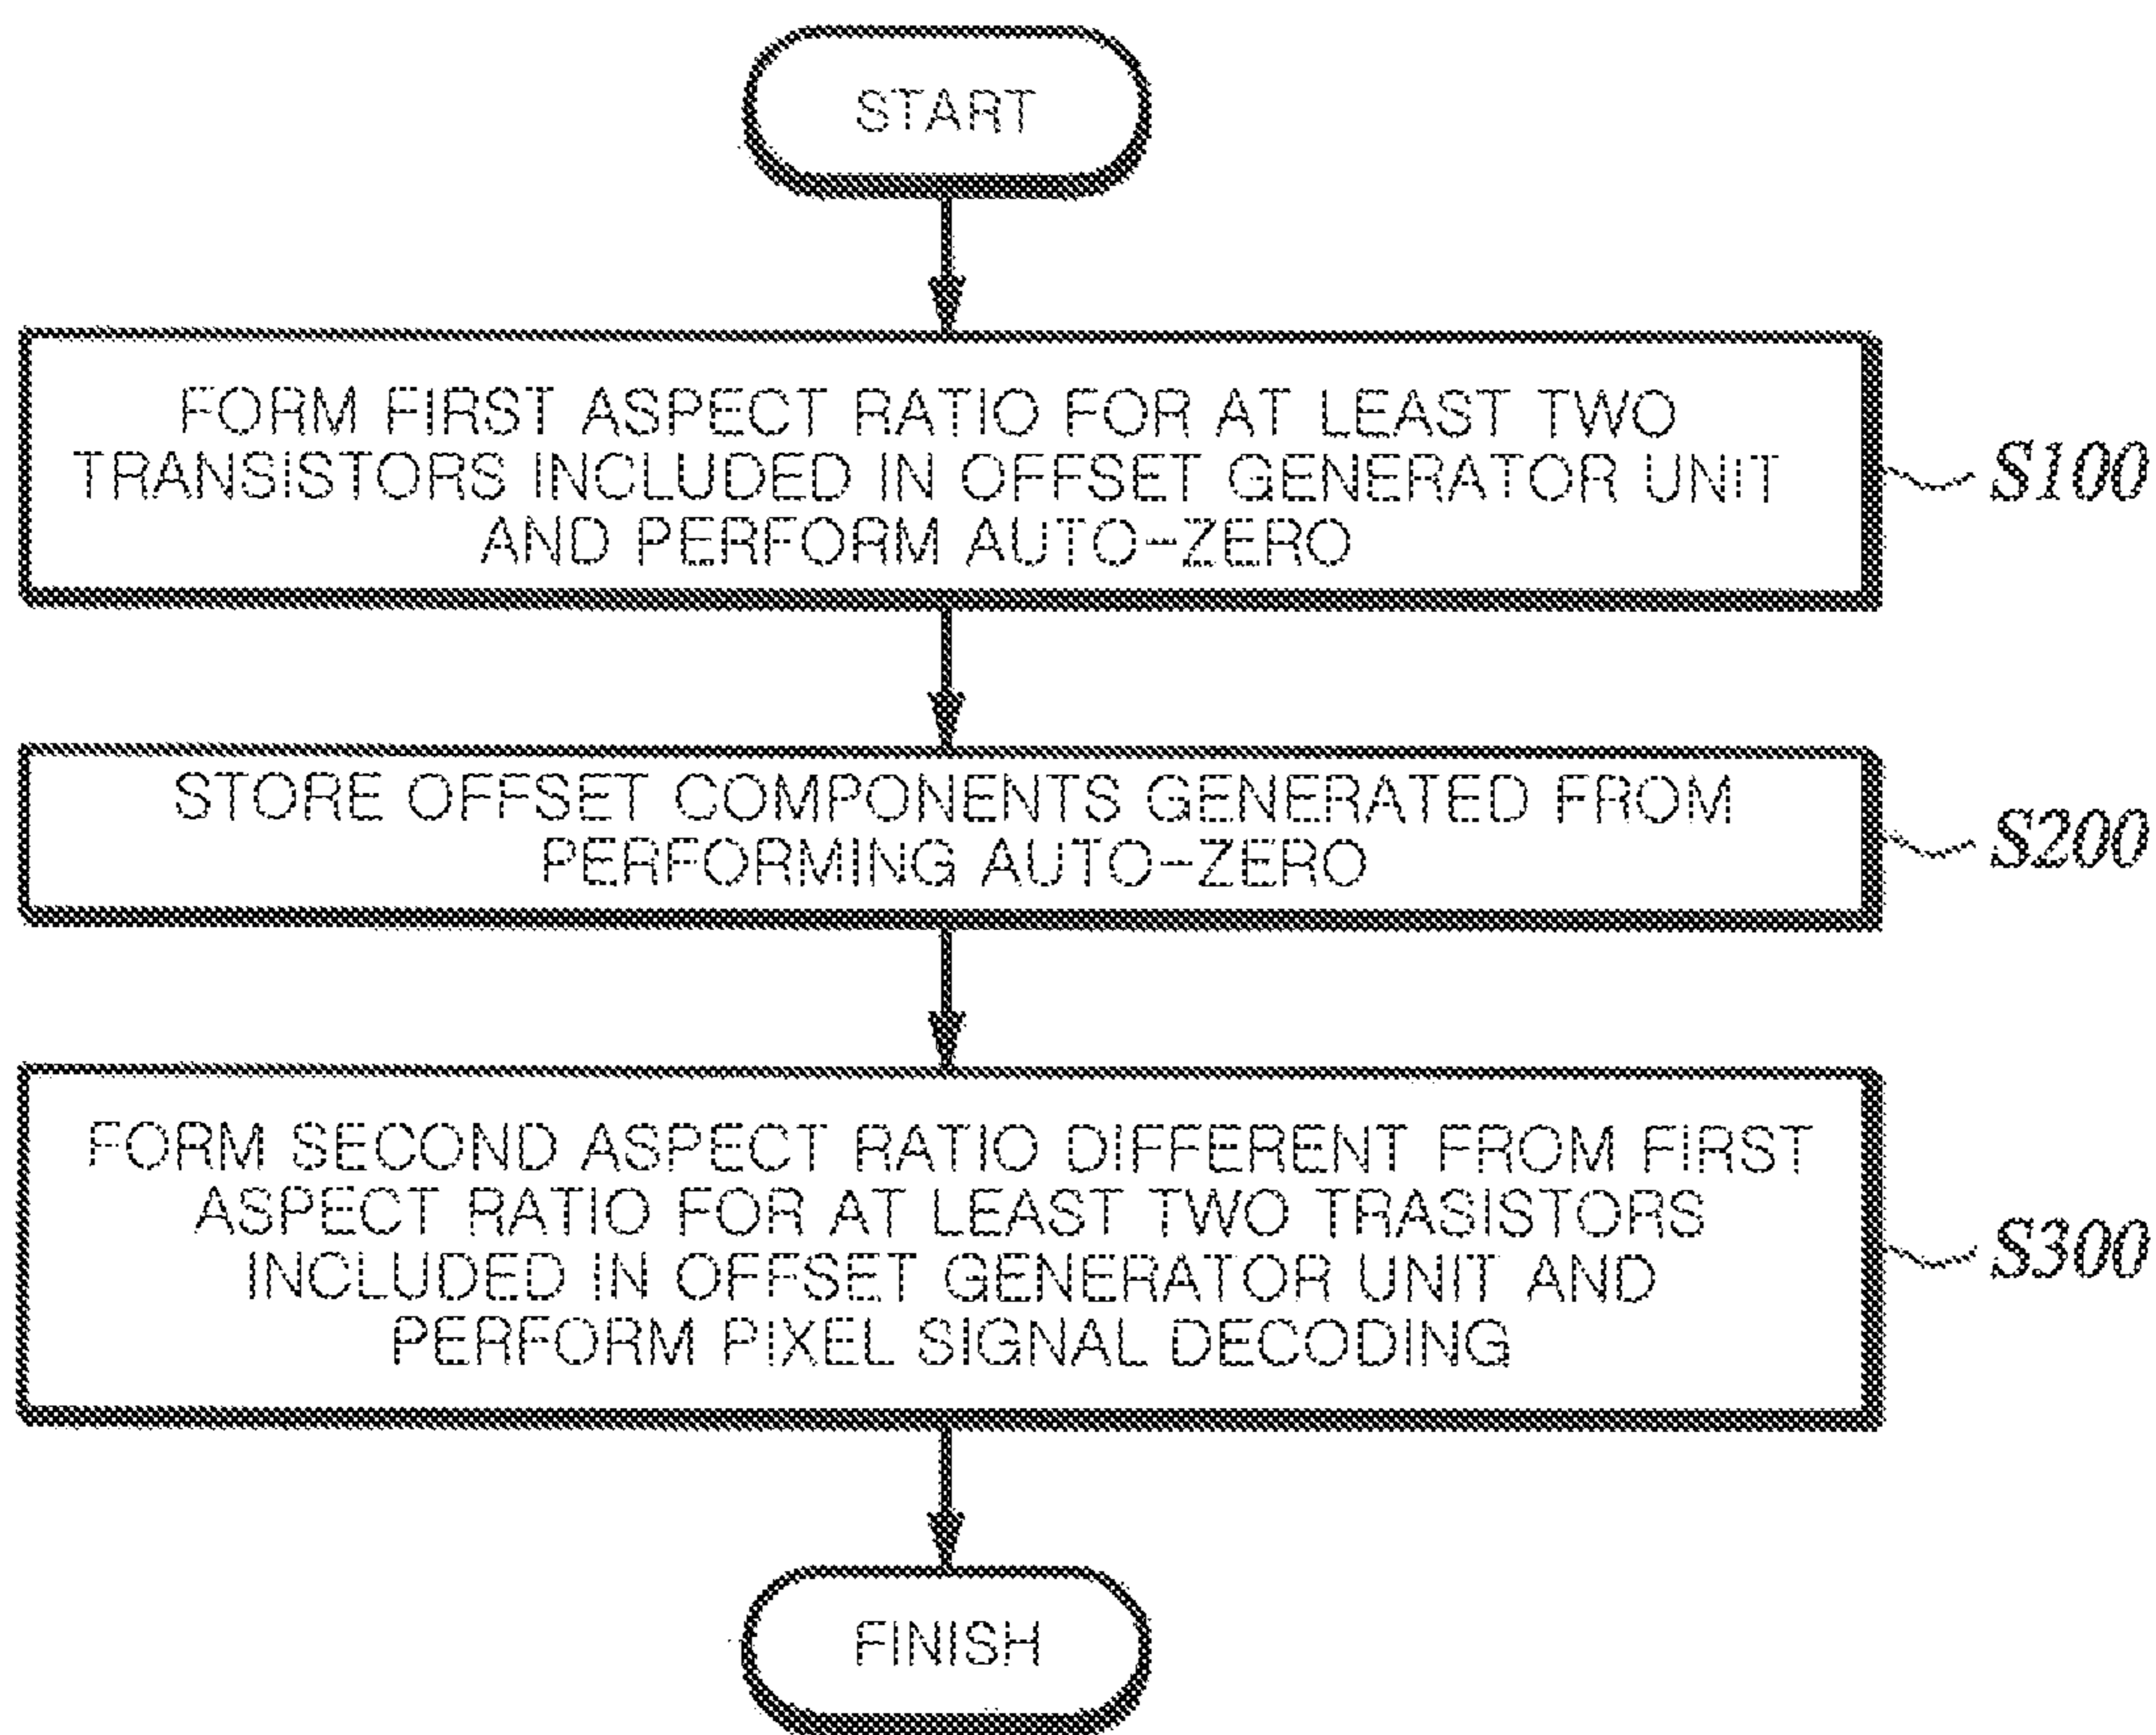 START
FORM FIRST ASPECT RATIO FOR AT LEAST TWO
TRANSISTORS INCLUDED IN OFFSET GENERATOR UNIT
AND PERFORM AUTO-ZERO
S100
STORE OFFSET COMPONENTS GENERATED FROM
PERFORMING AUTO-ZERO
S200
FORM SECOND ASPECT RATIO DIFFERENT FROM FIRST
ASPECT RATIO FOR AT LEAST TWO TRASISTORS
INCLUDED IN OFFSET GENERATOR UNIT AND
PERFORM PIXEL SIGNAL DECODING
S300
FINISH